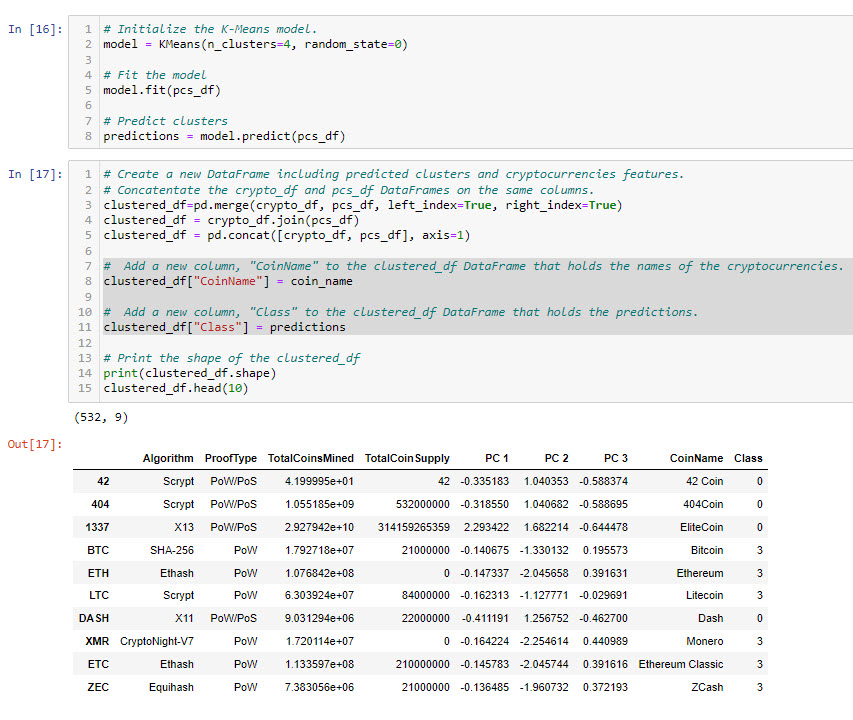 In [16]:
1 # Initialize the K-Means model.
2 model = KMeans(n_clusters=4, random_state=0)
3
4 # Fit the model
5 model.fit(pcs_df)
6
7 # Predict clusters
8 predictions = model.predict(pcs_df)
In [17]:
1 # Create a new DataFrame including predicted clusters and cryptocurrencies features.
2 # Concatentate the crypto_df and pcs_df DataFrames on the same columns.
3 clustered_df=pd.merge(crypto_df, pcs_df, left_index=True, right_index=True)
4 clustered_df = crypto_df.join(pcs_df)
5 clustered_df = pd.concat([crypto_df, pcs_df], axis=1)
6
7 #  Add a new column, "CoinName" to the clustered_df DataFrame that holds the names of the cryptocurrencies.
8 clustered_df["CoinName"] = coin_name
9
10 #  Add a new column, "Class" to the clustered_df DataFrame that holds the predictions.
11 clustered_df["Class"] = predictions
12
13 # Print the shape of the clustered_df
14 print(clustered_df.shape)
15 clustered_df.head(10)
(532, 9)
Out[17]:
Algorithm ProofType TotalCoinsMined TotalCoinSupply PC 1 PC 2 PC 3 CoinName Class
42 Scrypt PoW/PoS 4.199995e+01 42 -0.335183 1.040353 -0.588374 42 Coin 0
404 Scrypt PoW/PoS 1.055185e+09 532000000 -0.318550 1.040682 -0.588695 404Coin 0
1337 X13 PoW/PoS 2.927942e+10 314159265359 2.293422 1.682214 -0.644478 EliteCoin 0
BTC SHA-256 PoW 1.792718e+07 21000000 -0.140675 -1.330132 0.195573 Bitcoin 3
ETH Ethash PoW 1.076842e+08 0 -0.147337 -2.045658 0.391631 Ethereum 3
LTC Scrypt PoW 6.303924e+07 84000000 -0.162313 -1.127771 -0.029691 Litecoin 3
DASH X11 PoW/PoS 9.031294e+06 22000000 -0.411191 1.256752 -0.462700 Dash 0
XMR CryptoNight-V7 PoW 1.720114e+07 0 -0.164224 -2.254614 0.440989 Monero 3
ETC Ethash PoW 1.133597e+08 210000000 -0.145783 -2.045744 0.391616 Ethereum Classic 3
ZEC Equihash PoW 7.383056e+06 21000000 -0.136485 -1.960732 0.372193 ZCash 3